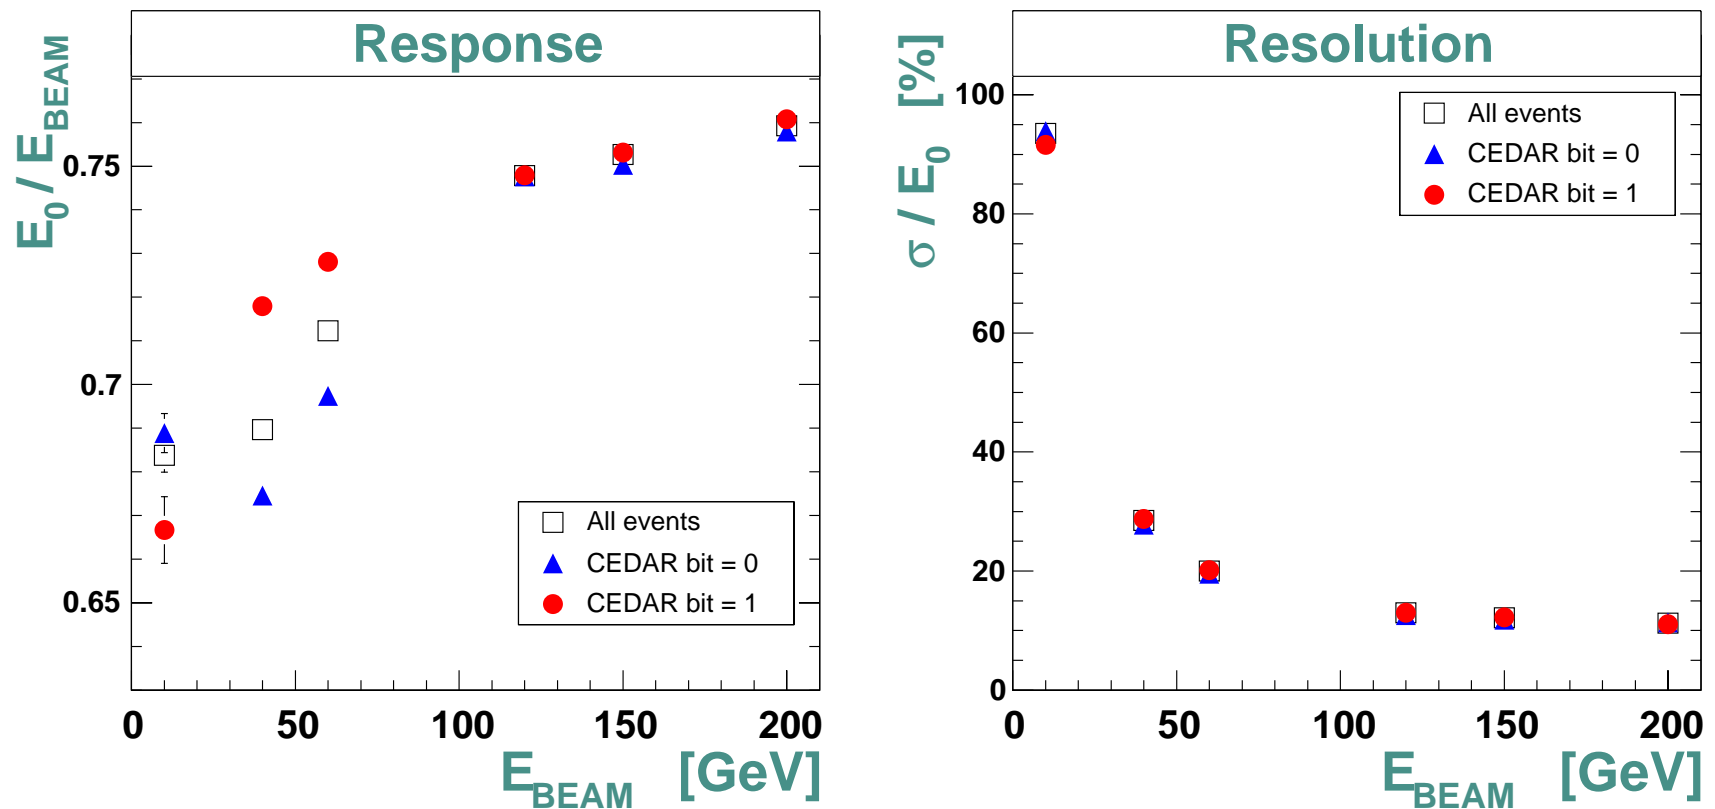 Response
E0 / EBEAM
0.75
0.7
0.65
All events
CEDAR bit = 0
CEDAR bit = 1
0 50 100 150 200
EBEAM [GeV]
Resolution
σ / E0 [%]
100
80
60
40
20
0
All events
CEDAR bit = 0
CEDAR bit = 1
0 50 100 150 200
EBEAM [GeV]